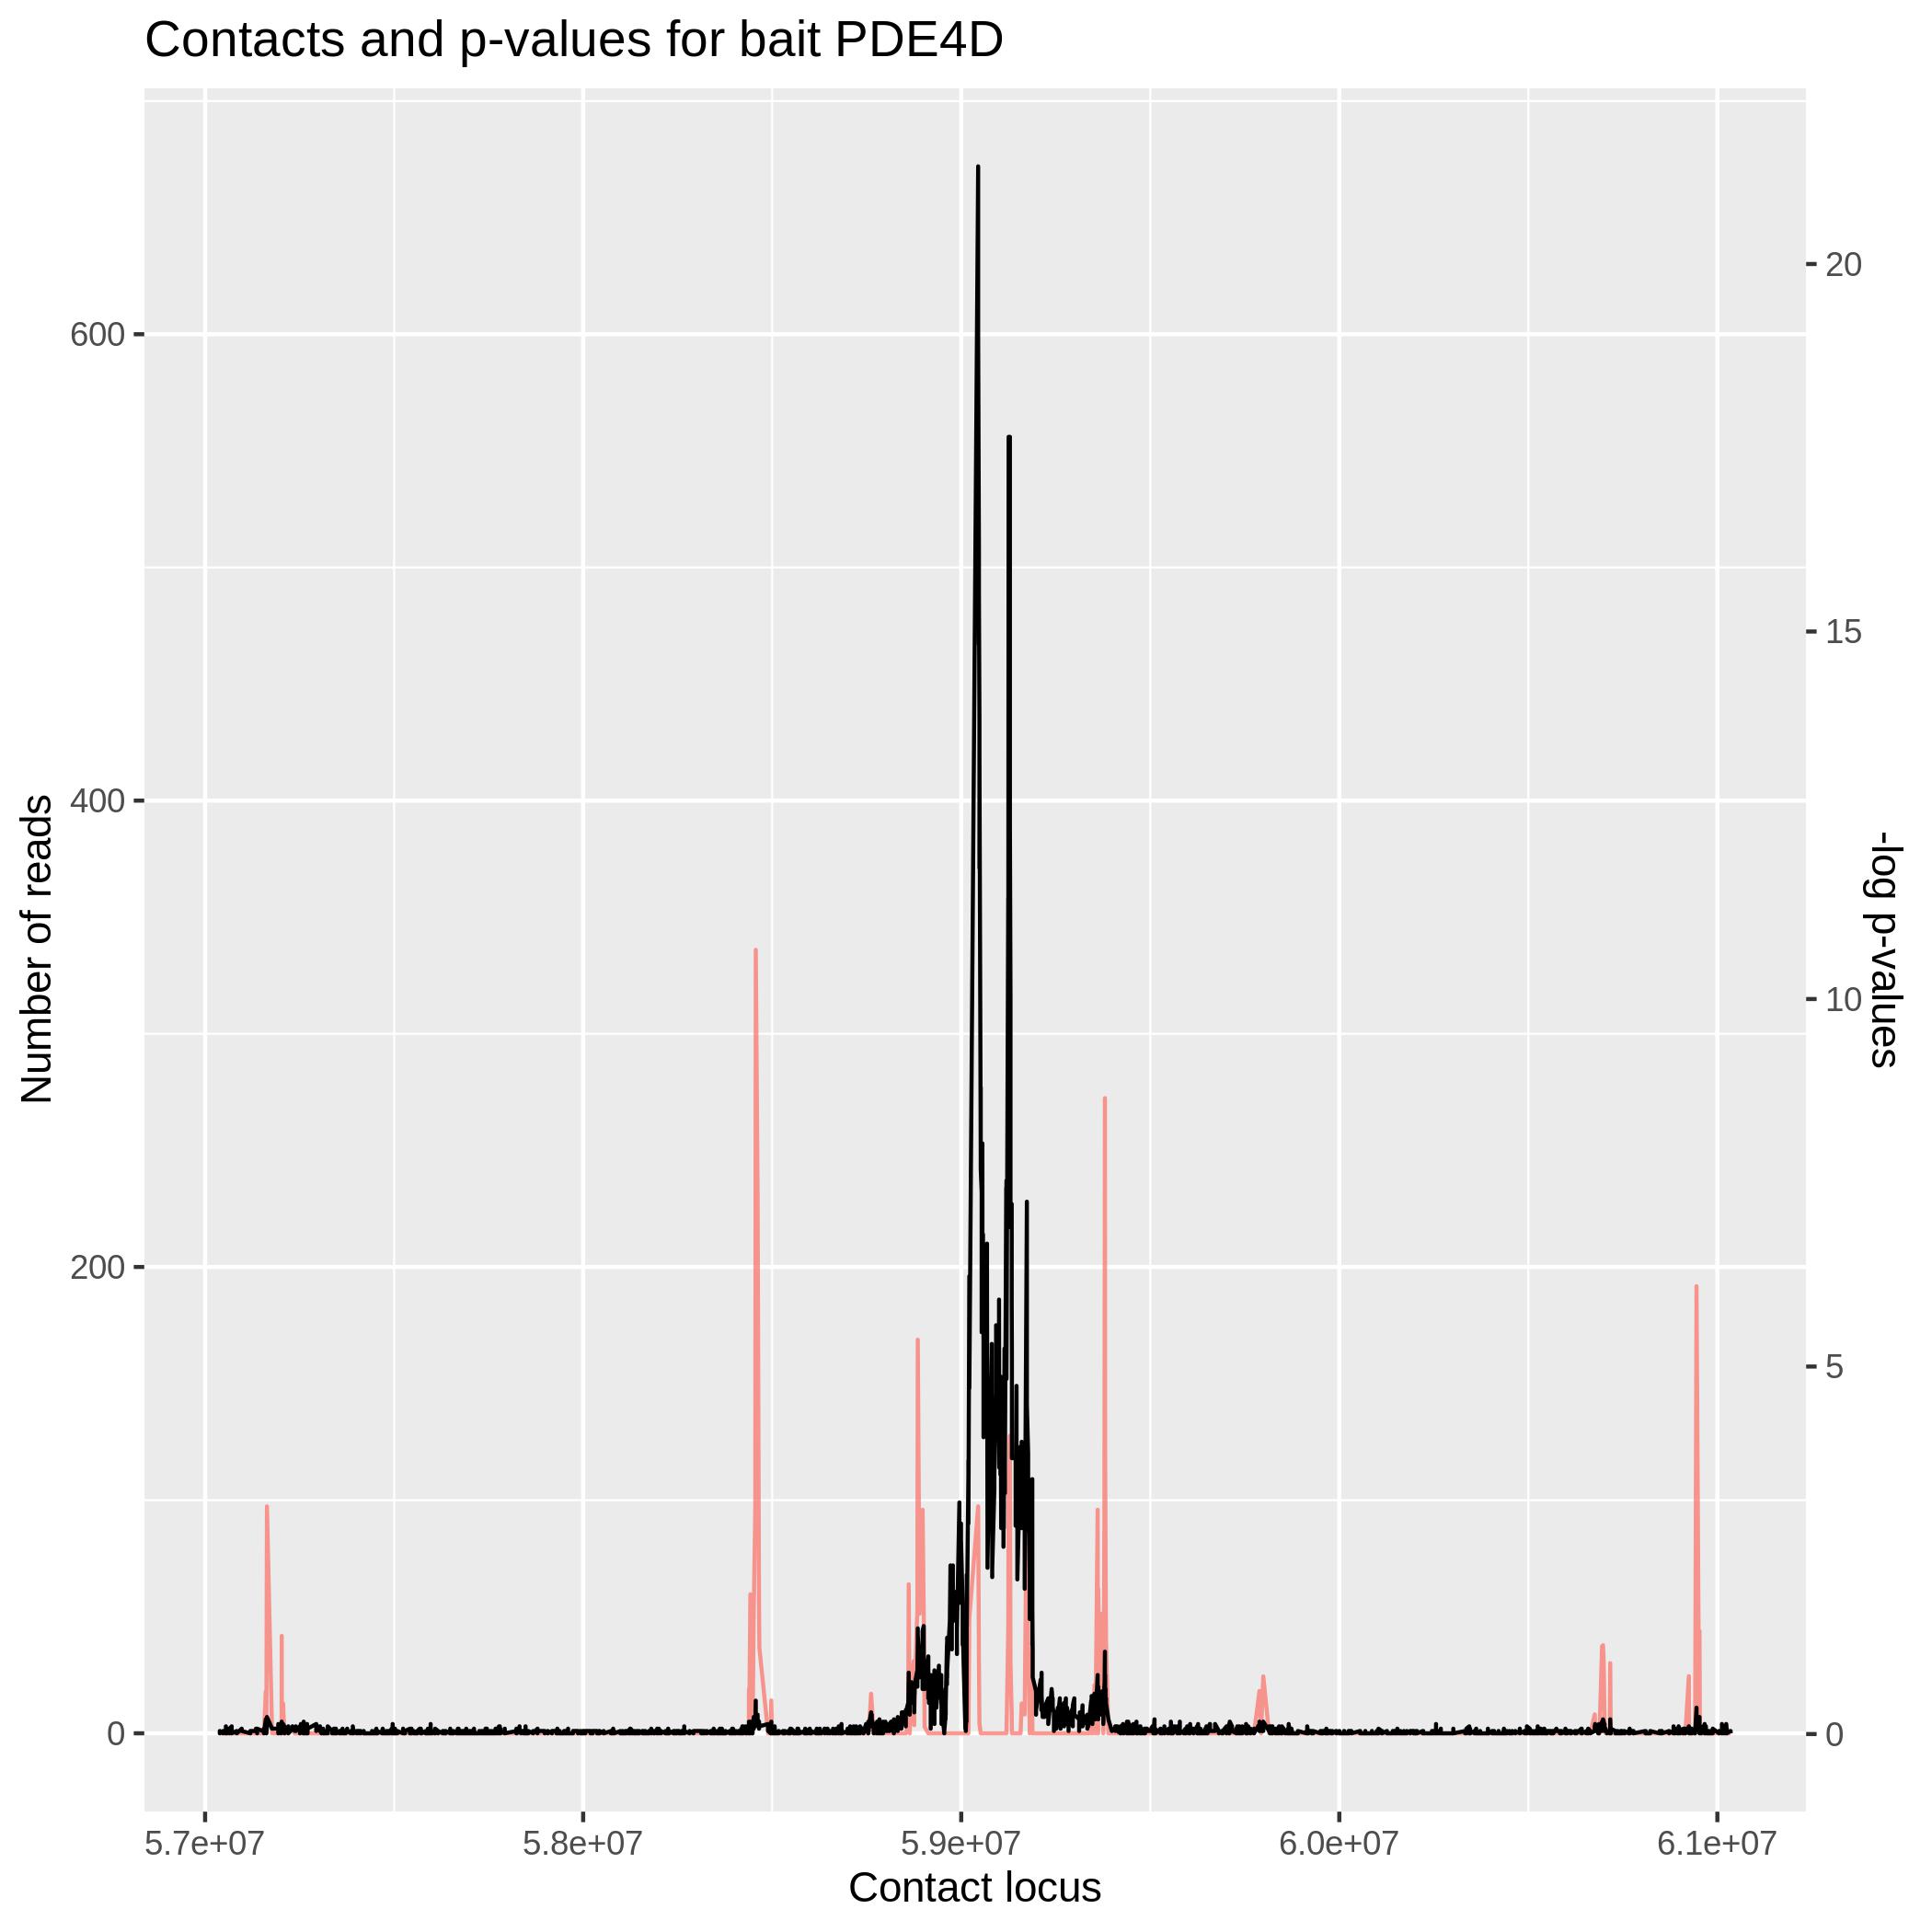 Contacts and p-values for bait PDE4D
Number of reads
600
400
200
0
20
15
10
5
0
-log p-values
5.7e+07
5.8e+07
5.9e+07
6.0e+07
6.1e+07
Contact locus